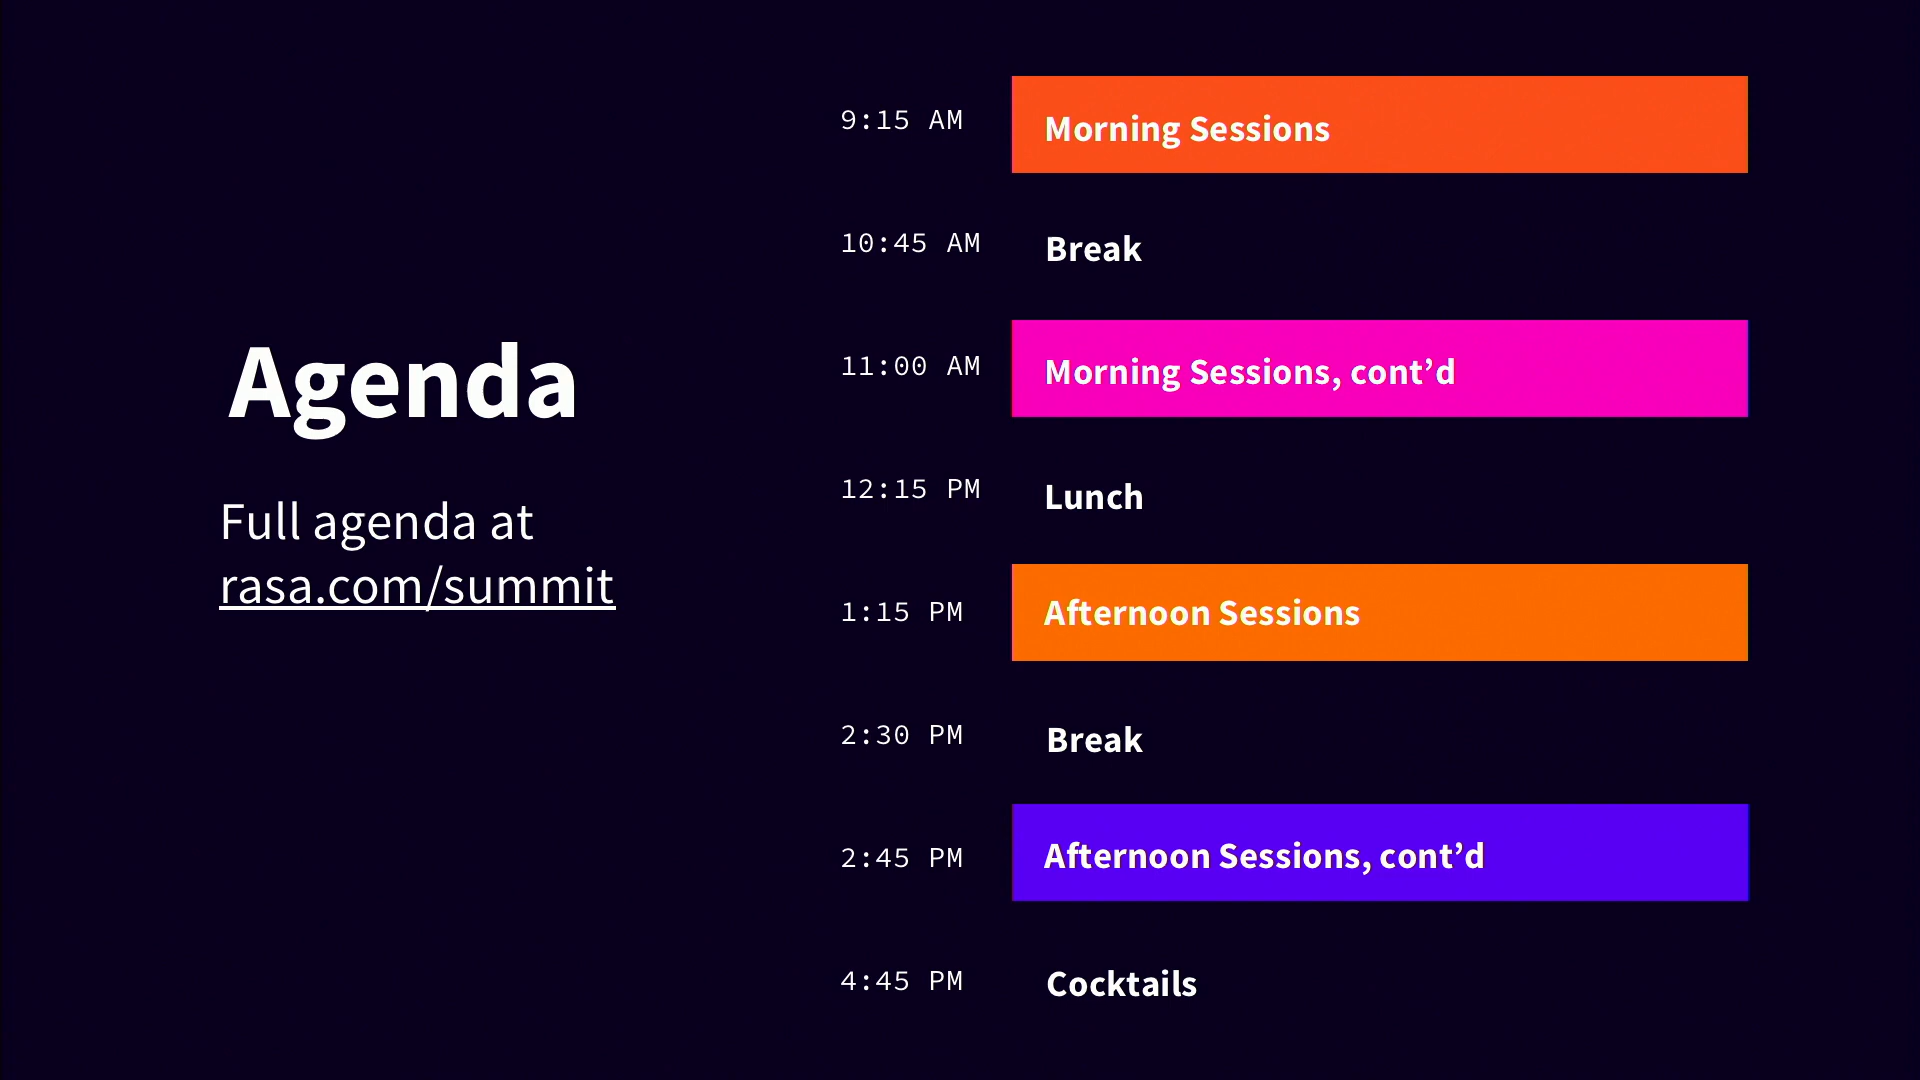 Agenda
Full agenda at
rasa.com/summit
9:15 AM Morning Sessions
10:45 AM Break
11:00 AM Morning Sessions, cont’d
12:15 PM Lunch
1:15 PM Afternoon Sessions
2:30 PM Break
2:45 PM Afternoon Sessions, cont’d
4:45 PM Cocktails